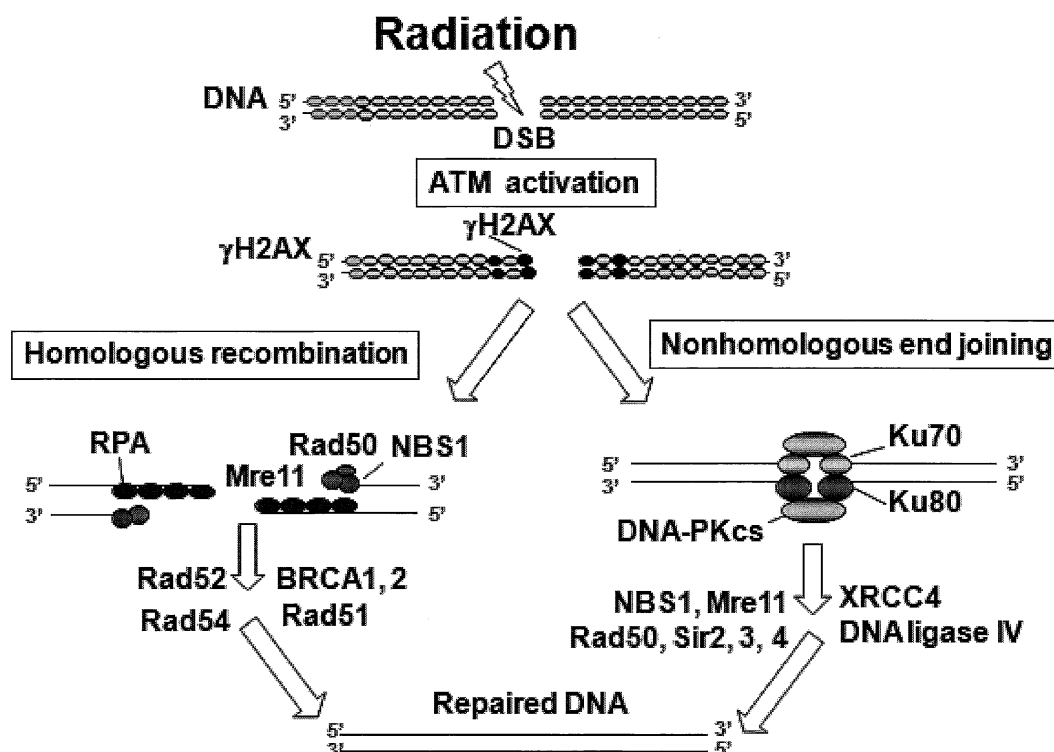 Radiation
DNA 5’ 3’
3’ 5’
DSB
ATM activation
γH2AX
γH2AX 5’ 3’
3’ 5’
Homologous recombination
Nonhomologous end joining
RPA Rad50 NBS1
Mre11
5’ 3’
3’ 5’
Ku70
5’ 3’
3’ 5’
Ku80
DNA-PKcs
Rad52 BRCA1, 2
Rad54 Rad51
NBS1, Mre11 XRCC4
Rad50, Sir2, 3, 4 DNA ligase IV
Repaired DNA
5’ 3’
3’ 5’